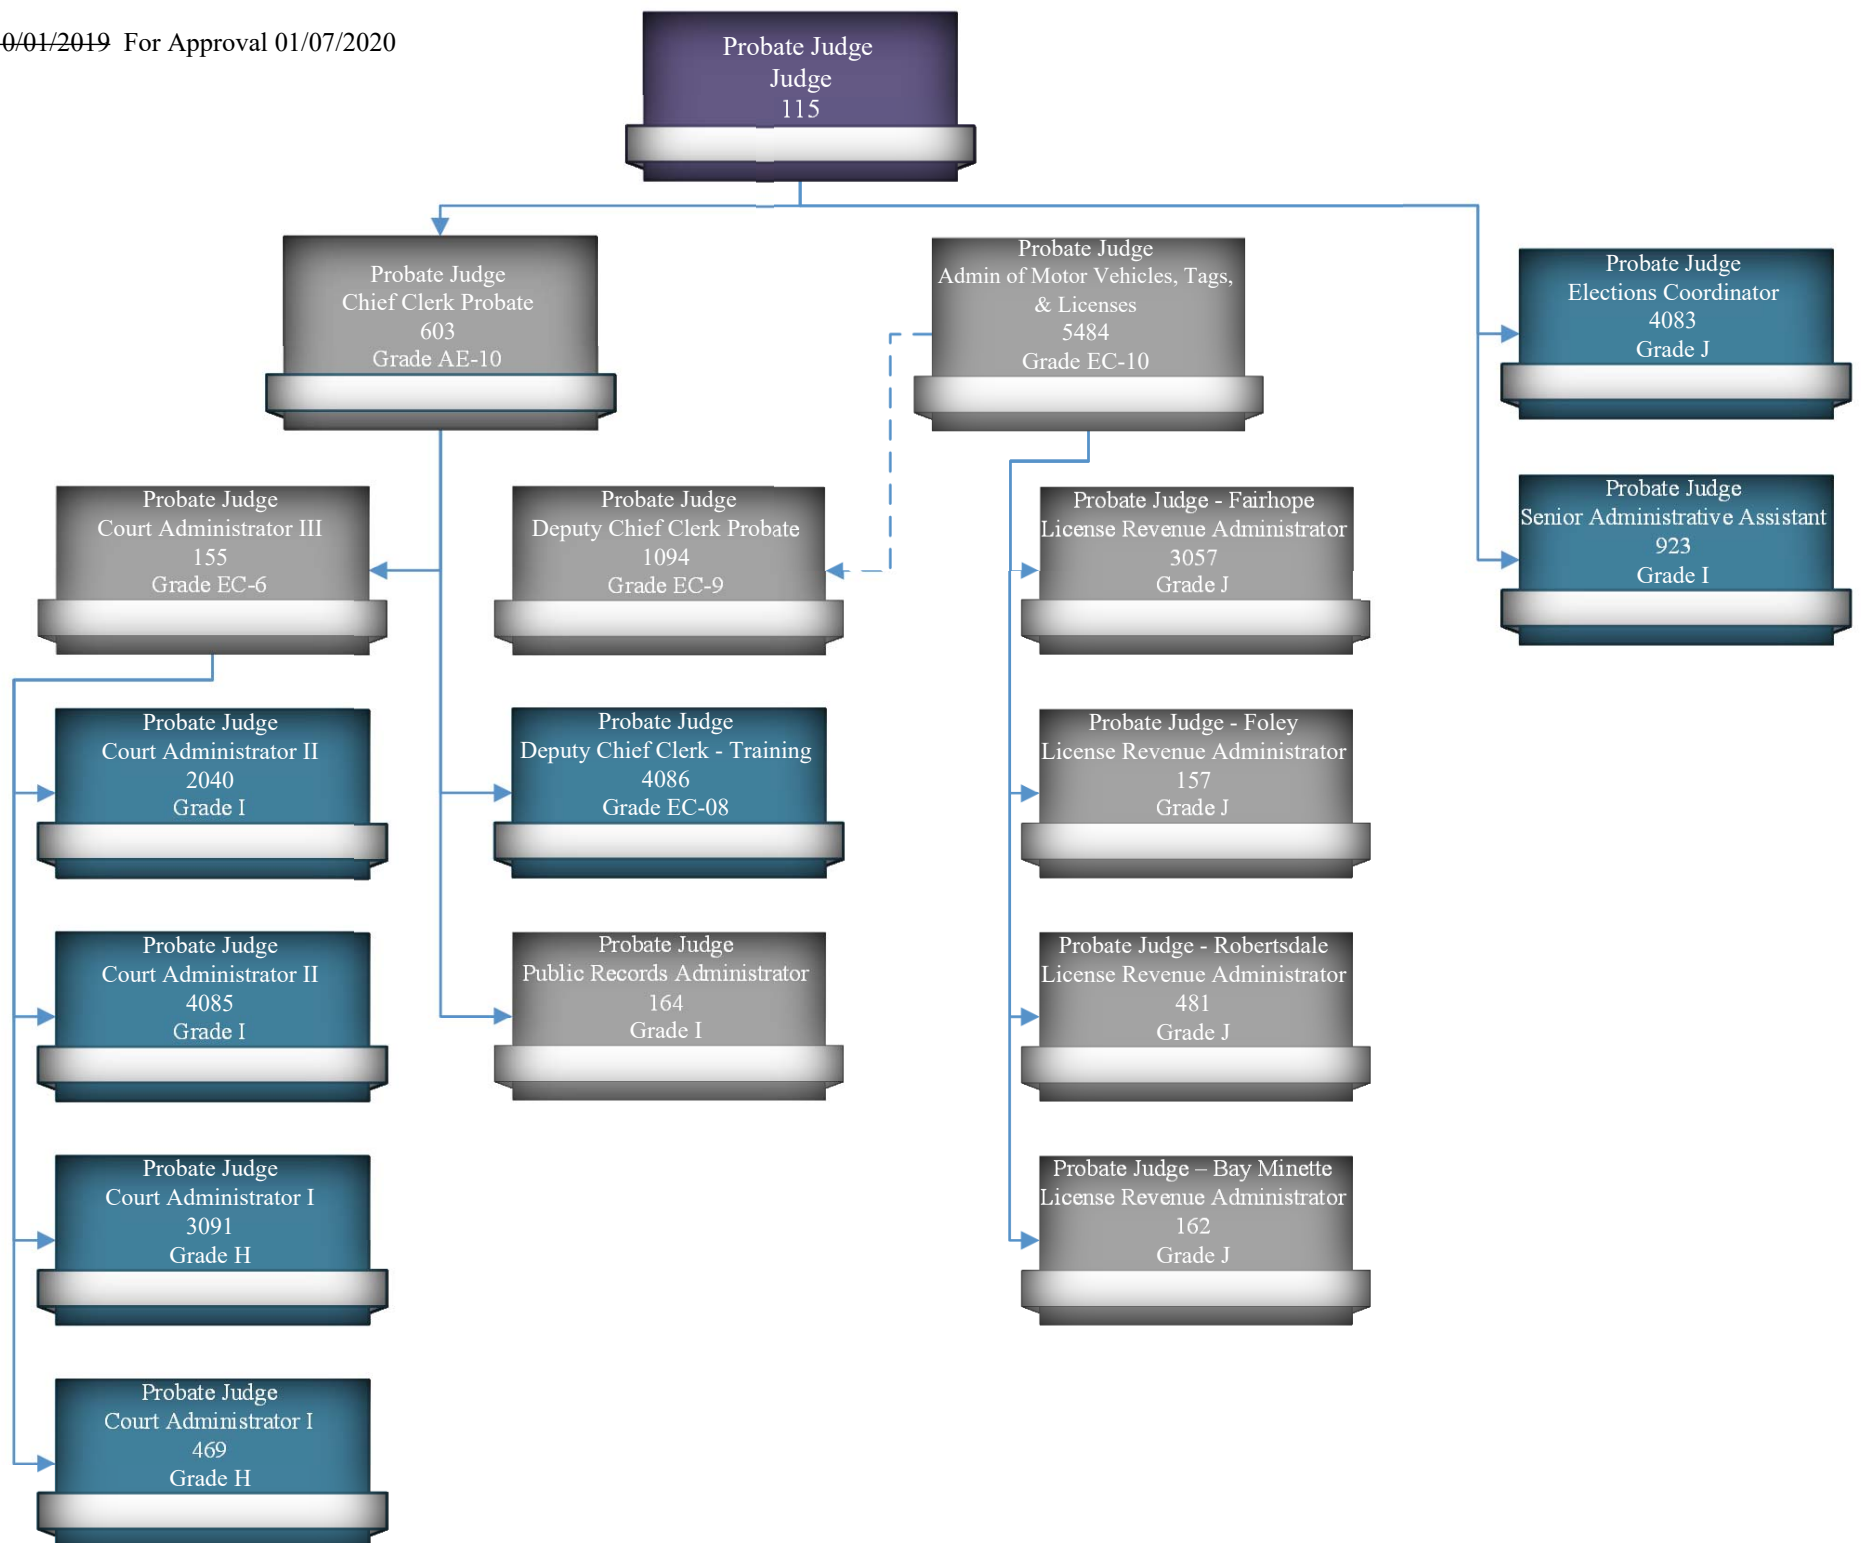 0/01/2019 For Approval 01/07/2020
Probate Judge
Judge
115
Probate Judge
Chief Clerk Probate
603
Grade AE-10
Probate Judge
Admin of Motor Vehicles, Tags,
& Licenses
5484
Grade EC-10
Probate Judge
Elections Coordinator
4083
Grade J
Probate Judge
Court Administrator III
155
Grade EC-6
Probate Judge
Deputy Chief Clerk Probate
1094
Grade EC-9
Probate Judge - Fairhope
License Revenue Administrator
3057
Grade J
Probate Judge
Senior Administrative Assistant
923
Grade I
Probate Judge
Court Administrator II
2040
Grade I
Probate Judge
Deputy Chief Clerk - Training
4086
Grade EC-08
Probate Judge - Foley
License Revenue Administrator
157
Grade J
Probate Judge
Court Administrator II
4085
Grade I
Probate Judge
Public Records Administrator
164
Grade I
Probate Judge - Robertsdale
License Revenue Administrator
481
Grade J
Probate Judge
Court Administrator I
3091
Grade H
Probate Judge – Bay Minette
License Revenue Administrator
162
Grade J
Probate Judge
Court Administrator I
469
Grade H